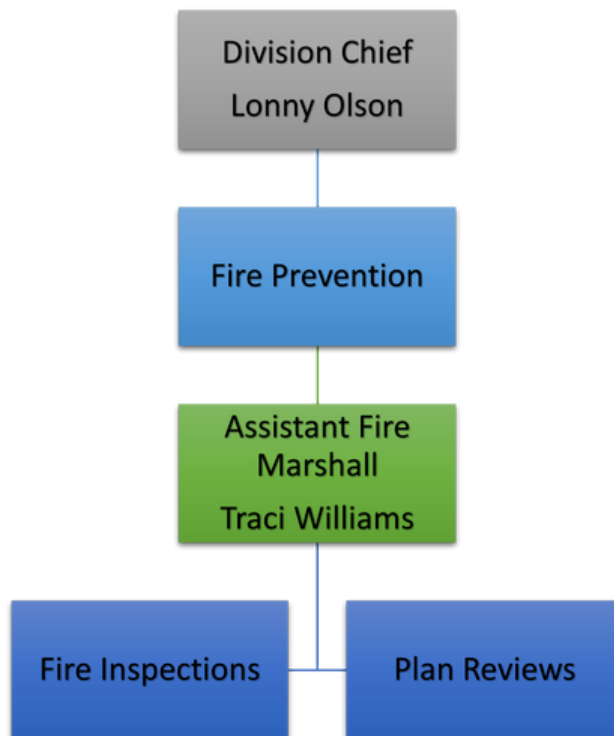 Division Chief
Lonny Olson
Fire Prevention
Assistant Fire
Marshall
Traci Williams
Fire Inspections
Plan Reviews